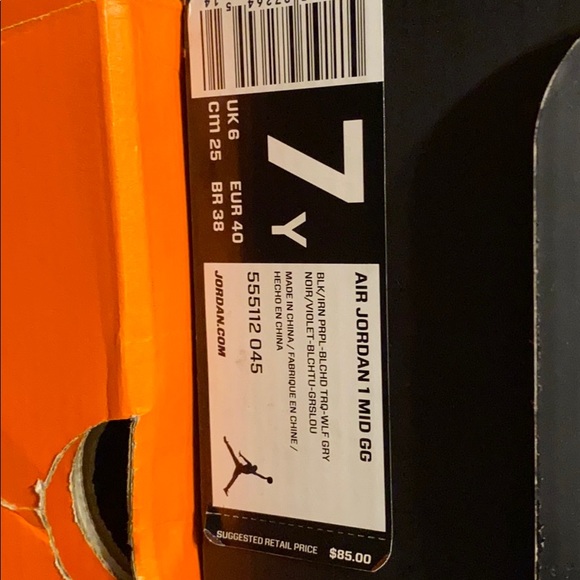 7Y
UK 6 EUR 40
CM 25 BR 38
AIR JORDAN 1 MID GG
BLK/IRN PRPL-BLCHD TRQ-WLF GRY
NOIR/VIOLET-BLCHTU-GRSLOU
MADE IN CHINA / FABRIQUE EN CHINE /
HECHO EN CHINA
555112 045
JORDAN.COM
SUGGESTED RETAIL PRICE $85.00